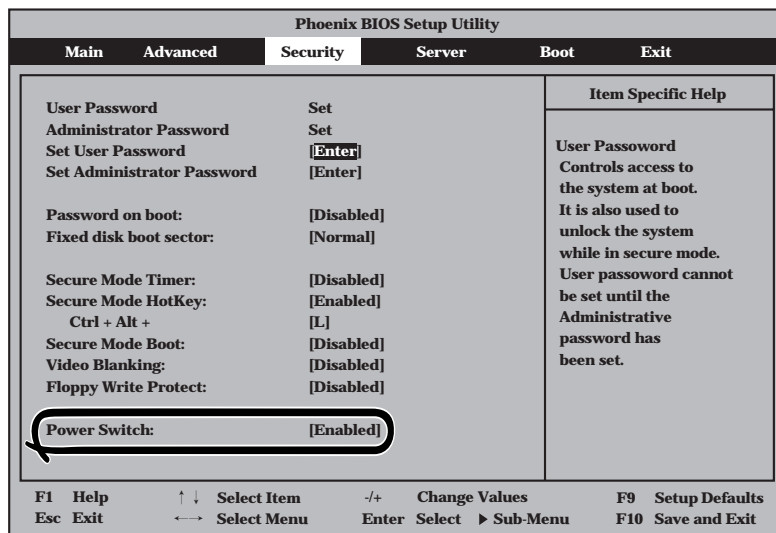 Phoenix BIOS Setup Utility
Main Advanced Security Server Boot Exit
User Password Set
Administrator Password Set
Set User Password [Enter]
Set Administrator Password [Enter]
Password on boot: [Disabled]
Fixed disk boot sector: [Normal]
Secure Mode Timer: [Disabled]
Secure Mode HotKey: [Enabled]
Ctrl + Alt + [L]
Secure Mode Boot: [Disabled]
Video Blanking: [Disabled]
Floppy Write Protect: [Disabled]
Power Switch: [Enabled]
Item Specific Help
User Passoword
Controls access to
the system at boot.
It is also used to
unlock the system
while in secure mode.
User passoword cannot
be set until the
Administrative
password has
been set.
F1 Help ↑↓ Select Item -/+ Change Values F9 Setup Defaults
Esc Exit ←→ Select Menu Enter Select ▶ Sub-Menu F10 Save and Exit